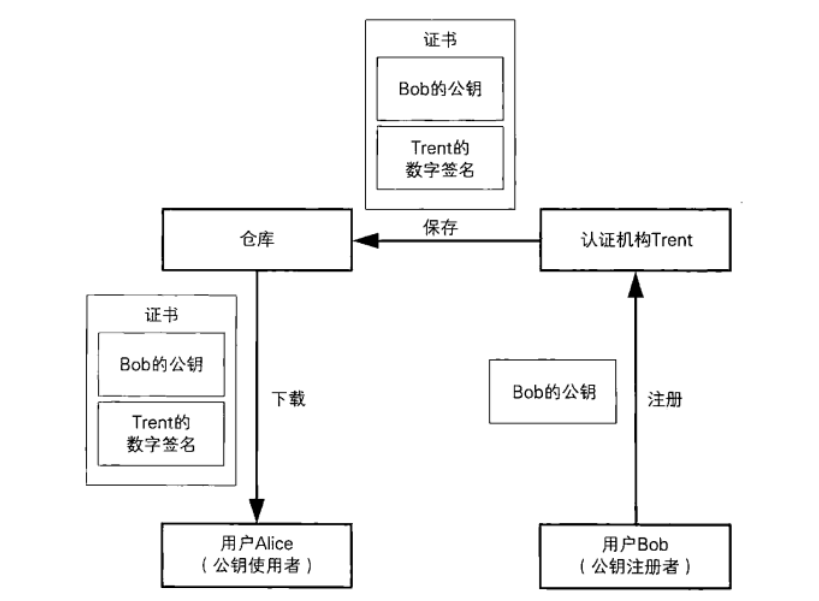 证书
Bob的公钥
Trent的
数字签名
仓库
保存
认证机构Trent
证书
Bob的公钥
Trent的
数字签名
下载
Bob的公钥
注册
用户Alice
（公钥使用者）
用户Bob
（公钥注册者）